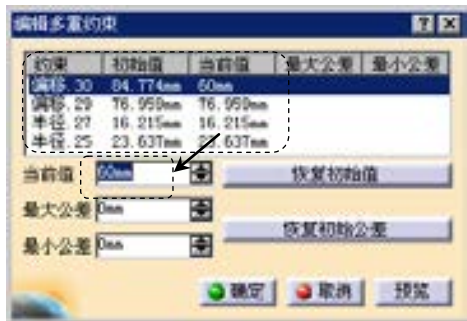 编辑多重约束
约束 初始值 当前值 最大公差 最小公差
偏移.30 84.774mm 60mm
偏移.29 76.959mm 76.959mm
半径.27 16.215mm 16.215mm
半径.25 23.637mm 23.637mm
当前值 60mm 恢复初始值
最大公差 0mm
恢复初始公差
最小公差 0mm
确定 取消 预览